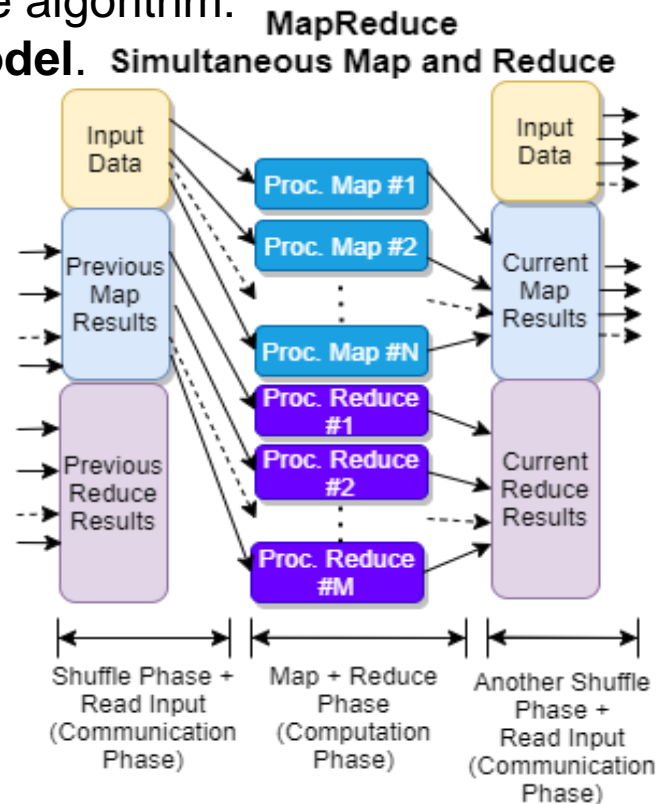 e algorithm.
odel.
MapReduce
Simultaneous Map and Reduce
Input
Data
Previous
Map
Results
Previous
Reduce
Results
Proc. Map #1
Proc. Map #2
Proc. Map #N
Proc. Reduce
#1
Proc. Reduce
#2
Proc. Reduce
#M
Input
Data
Current
Map
Results
Current
Reduce
Results
Shuffle Phase +
Read Input
(Communication
Phase)
Map + Reduce
Phase
(Computation
Phase)
Another Shuffle
Phase +
Read Input
(Communication
Phase)